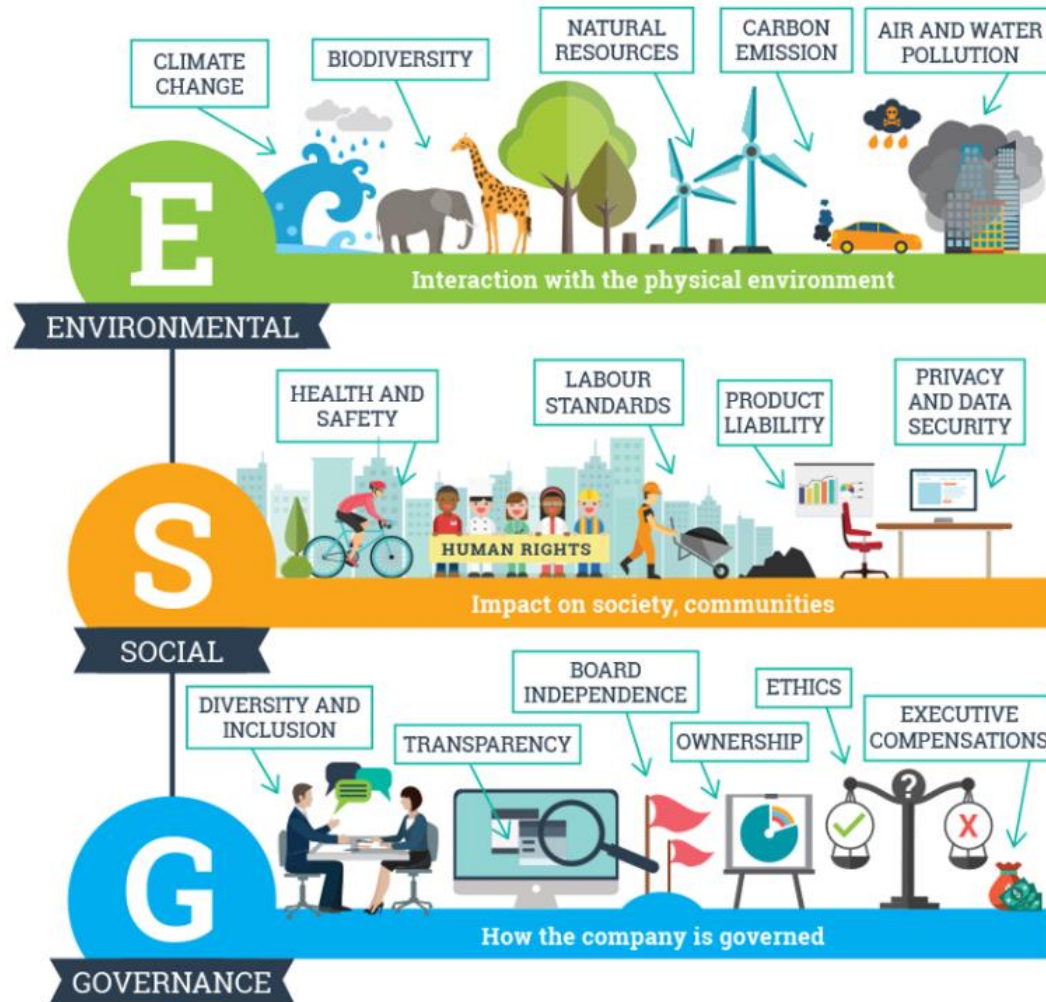 CLIMATE
CHANGE
BIODIVERSITY
NATURAL
RESOURCES
CARBON
EMISSION
AIR AND WATER
POLLUTION
E
Interaction with the physical environment
ENVIRONMENTAL
HEALTH AND
SAFETY
LABOUR
STANDARDS
PRODUCT
LIABILITY
PRIVACY
AND DATA
SECURITY
HUMAN RIGHTS
S
Impact on society, communities
SOCIAL
DIVERSITY AND
INCLUSION
TRANSPARENCY
BOARD
INDEPENDENCE
OWNERSHIP
ETHICS
EXECUTIVE
COMPENSATIONS
?
X
G
How the company is governed
GOVERNANCE